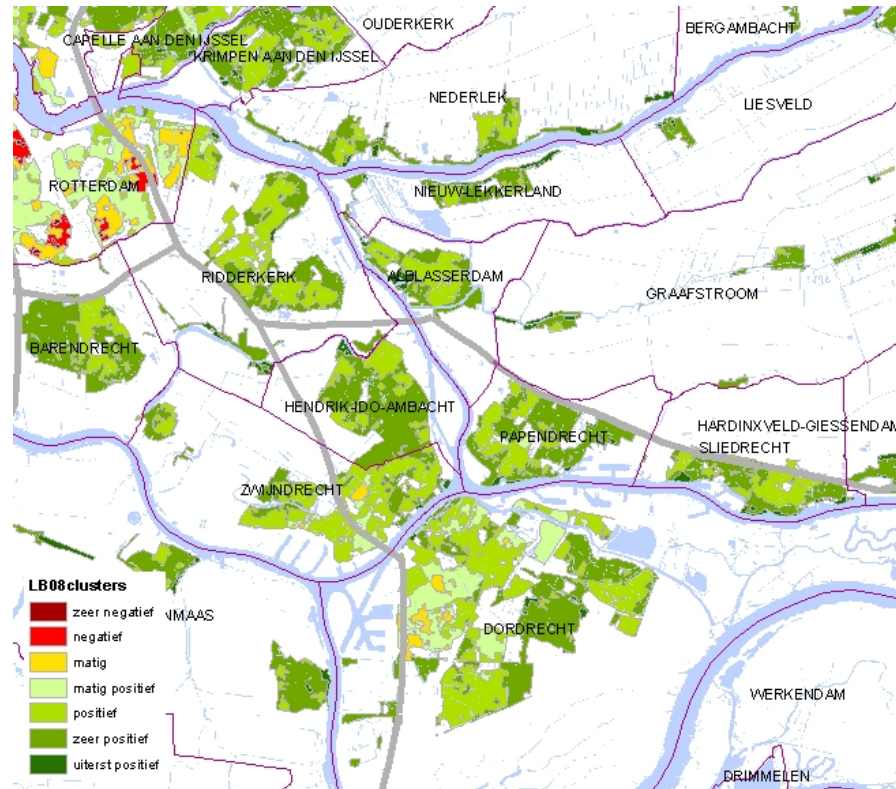 OUDERKERK
BERGAMBACHT
CAPELLE AAN DEN IJSSEL
KRIMPEN AAN DEN IJSSEL
NEDERLEK
LIESVELD
ROTTERDAM
NIEUW-LEKKERLAND
RIDDERKERK
ALBLASSERDAM
GRAAFSTROOM
BARENDRECHT
HENDRIK-IDO-AMBACHT
PAPENDRECHT
HARDINXVELD-GIESSENDAM
SLIEDRECHT
ZWIJNDRECHT
LB08clusters
zeer negatief
negatief
NMAAS
matig
DORDRECHT
matig positief
WERKENDAM
positief
zeer positief
uiterst positief
DRIMMELEN